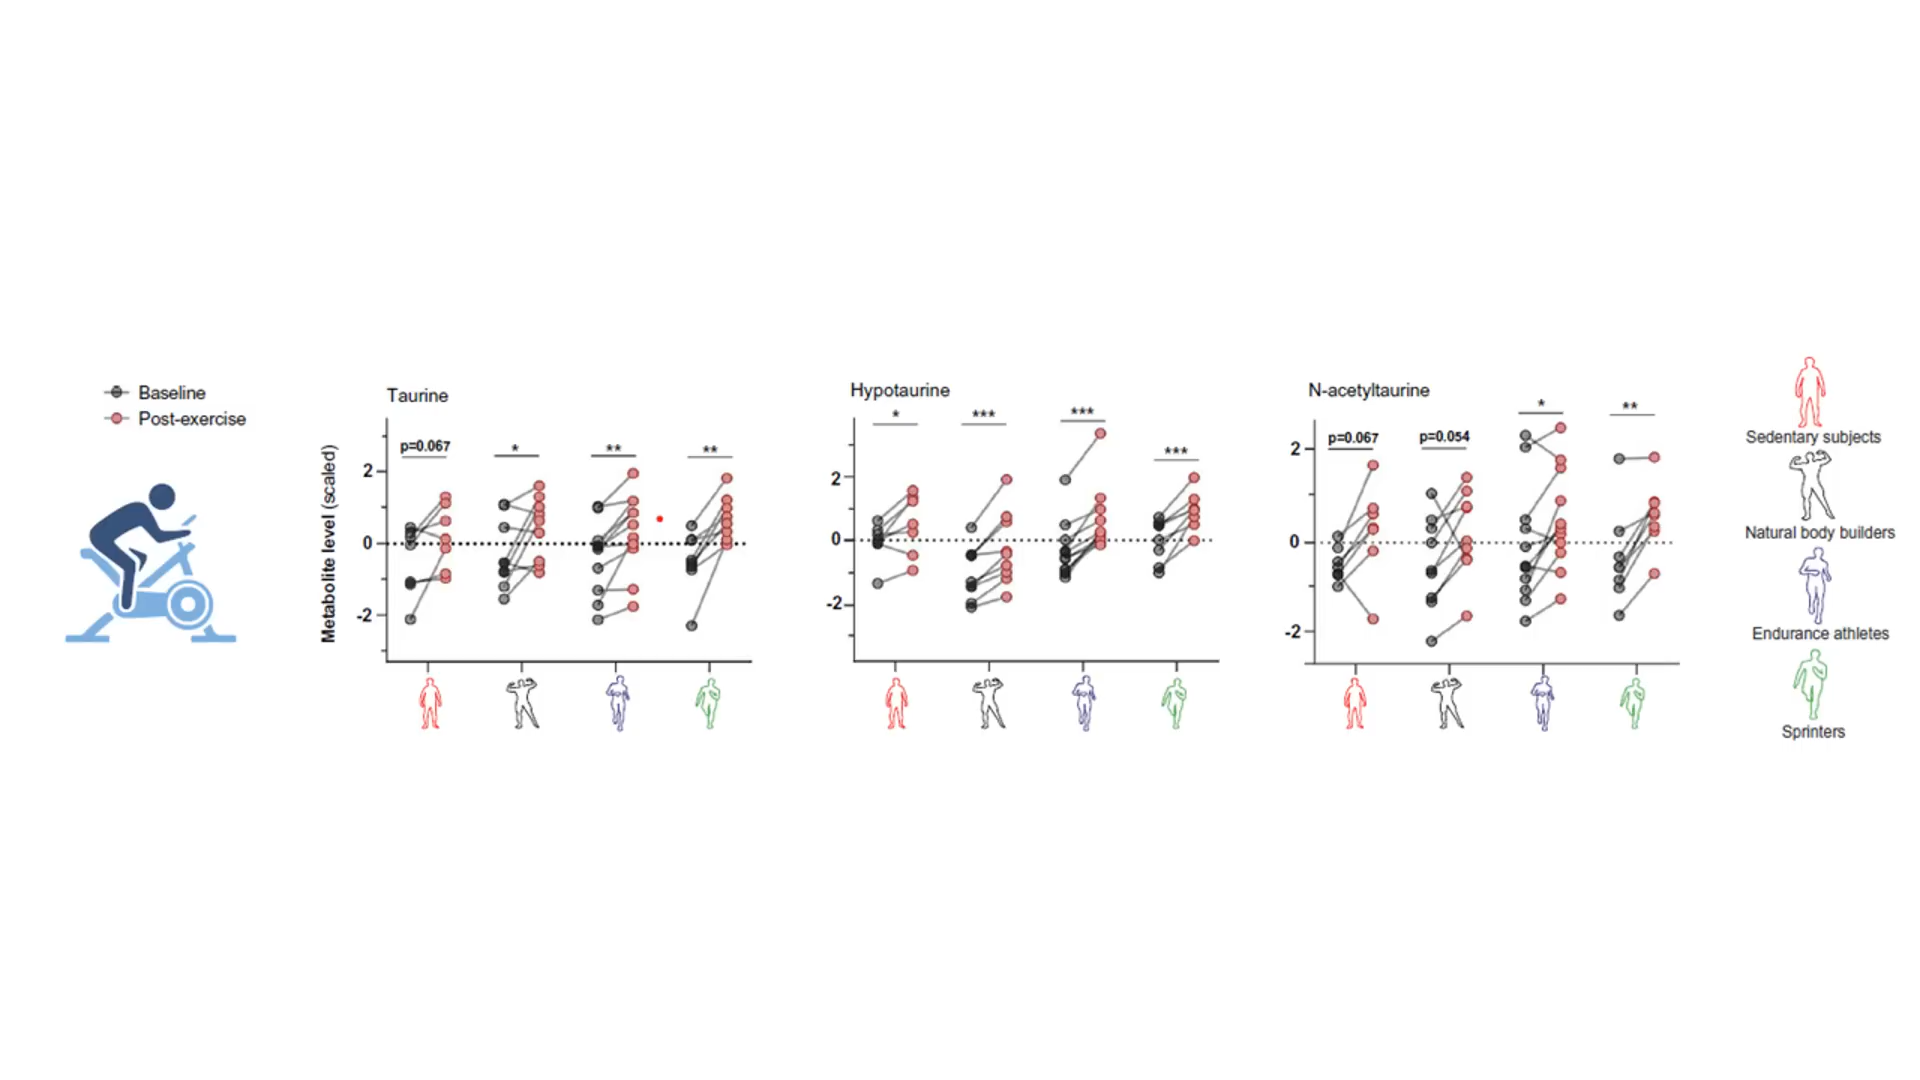 Baseline
Post-exercise
Metabolite level (scaled)
Taurine
2
0
-2
p=0.067
*
**
**
Hypotaurine
2
0
-2
*
***
***
***
N-acetyltaurine
2
0
-2
p=0.067
p=0.054
*
**
Sedentary subjects
Natural body builders
Endurance athletes
Sprinters